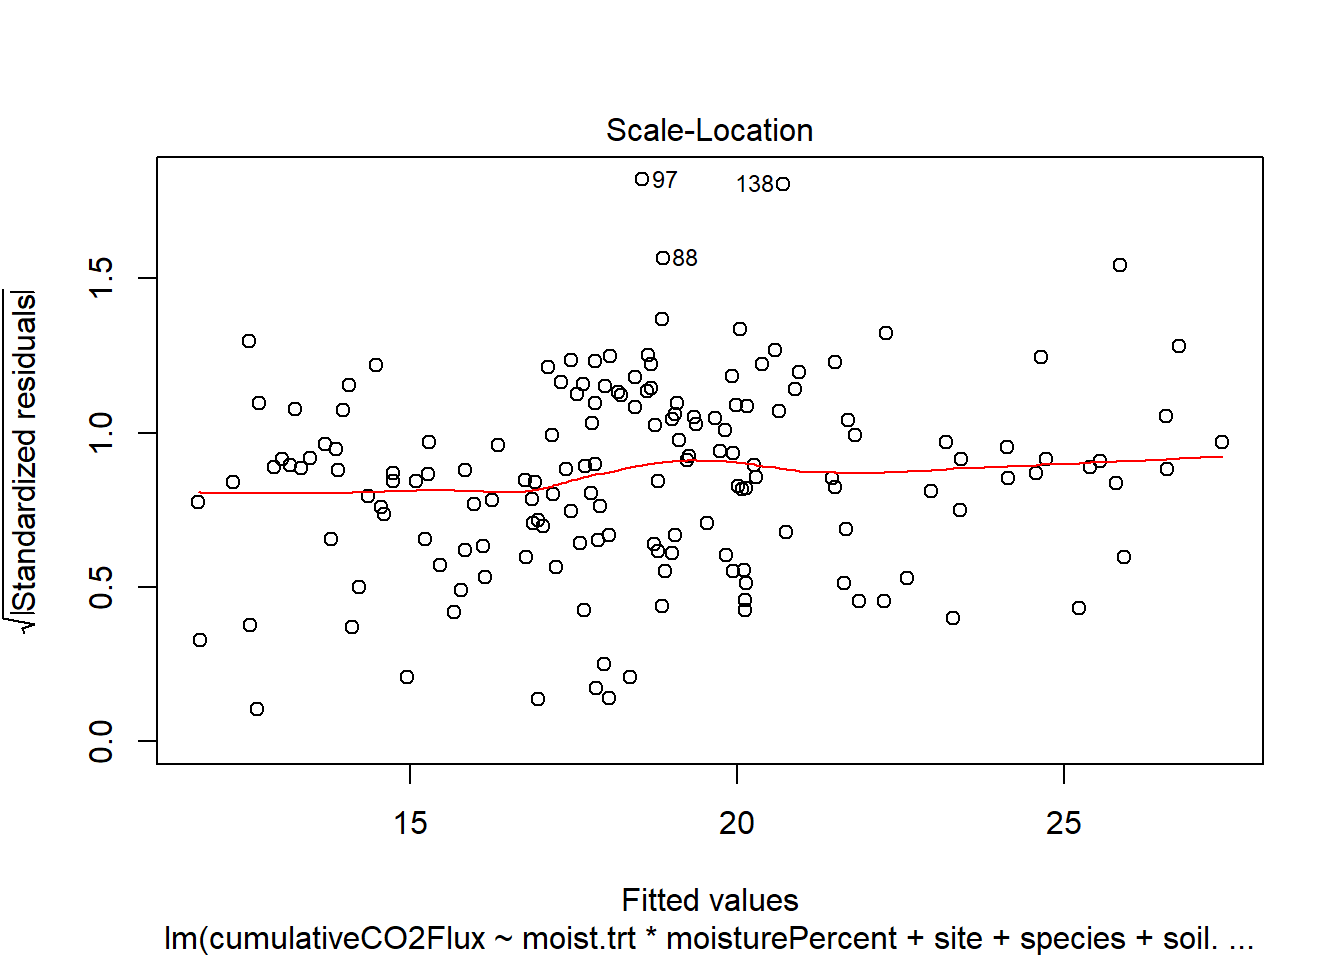 Scale-Location
97
138
88
√|Standardized residuals|
0.0 0.5 1.0 1.5
15 20 25
Fitted values
lm(cumulativeCO2Flux ~ moist.trt * moisturePercent + site + species + soil. ...